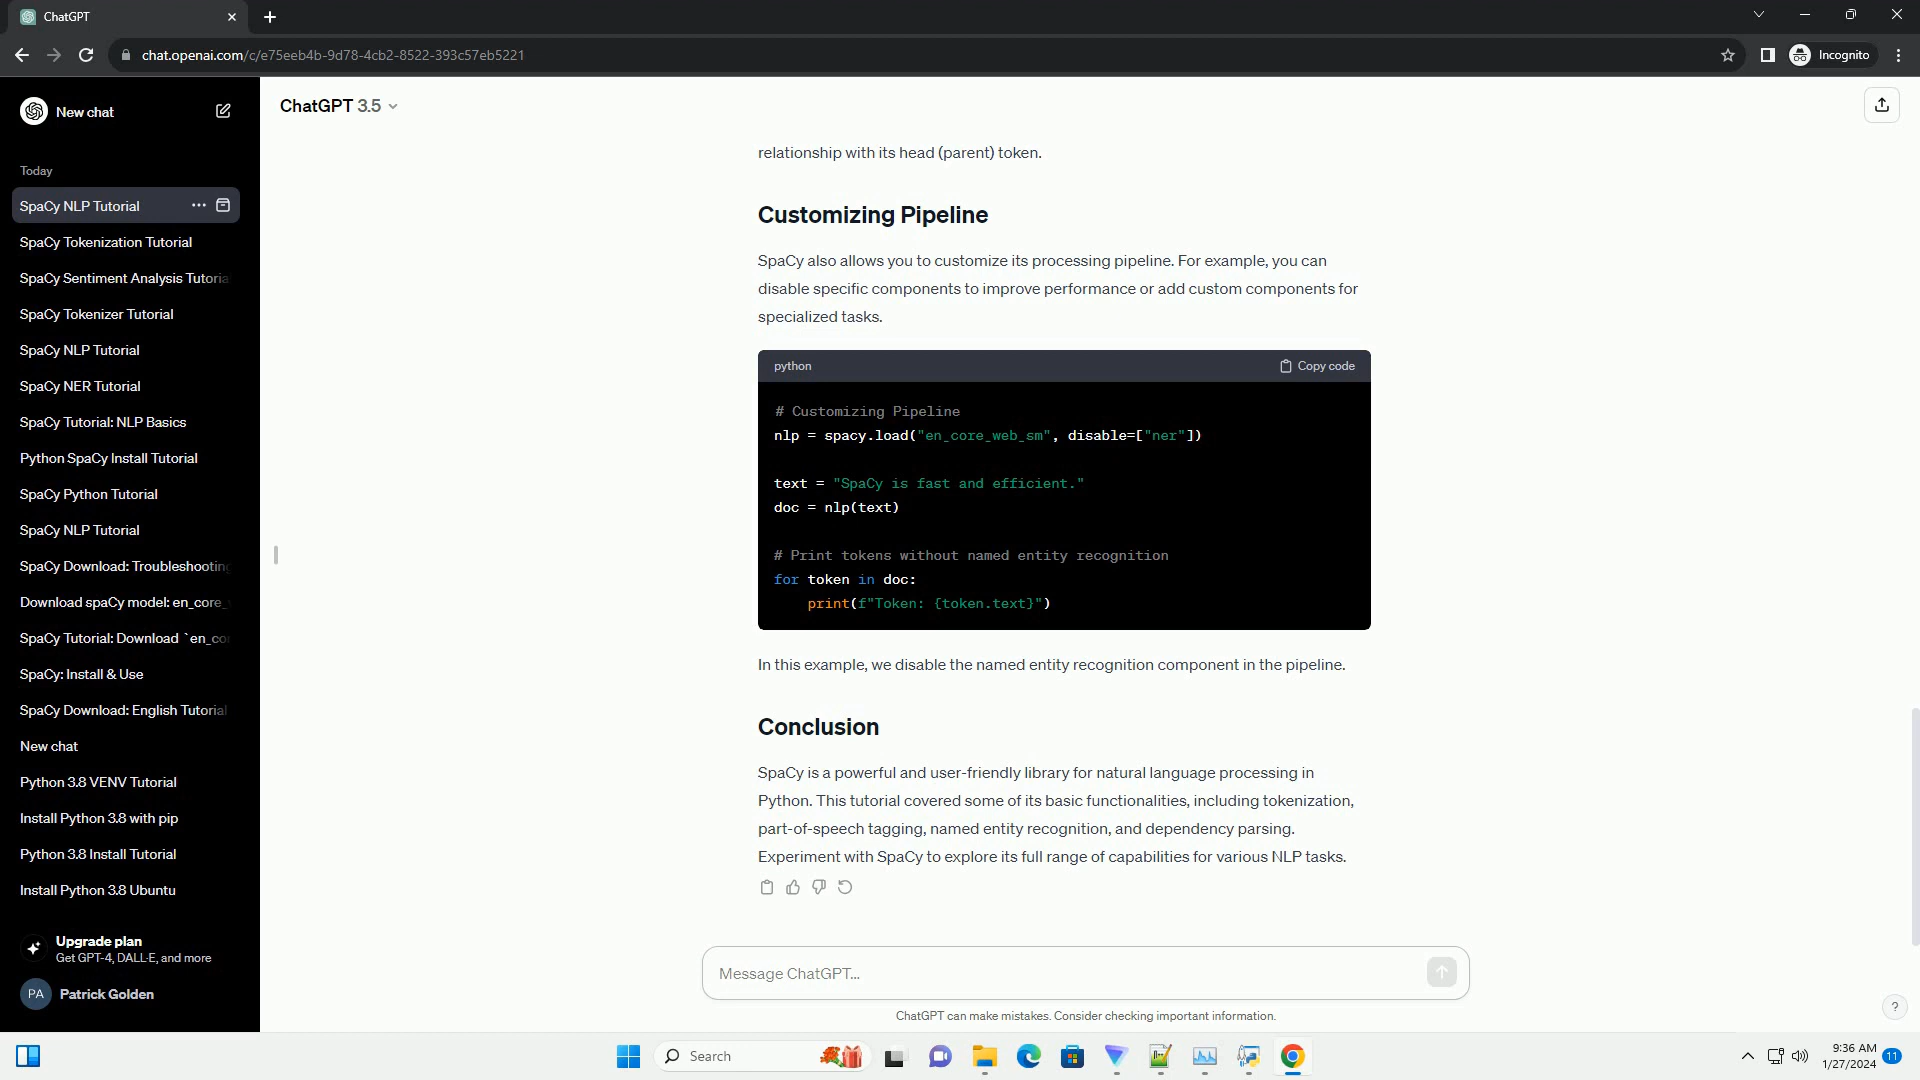 ChatGPT
chat.openai.com/c/e75eeb4b-9d78-4cb2-8522-393c57eb5221
Incognito
New chat
Today
SpaCy NLP Tutorial
SpaCy Tokenization Tutorial
SpaCy Sentiment Analysis Tutoria
SpaCy Tokenizer Tutorial
SpaCy NLP Tutorial
SpaCy NER Tutorial
SpaCy Tutorial: NLP Basics
Python SpaCy Install Tutorial
SpaCy Python Tutorial
SpaCy NLP Tutorial
SpaCy Download: Troubleshooting
Download spaCy model: en_core_
SpaCy Tutorial: Download `en_co
SpaCy: Install & Use
SpaCy Download: English Tutorial
New chat
Python 3.8 VENV Tutorial
Install Python 3.8 with pip
Python 3.8 Install Tutorial
Install Python 3.8 Ubuntu
Upgrade plan
Get GPT-4, DALL·E, and more
PA Patrick Golden
ChatGPT 3.5
relationship with its head (parent) token.
Customizing Pipeline
SpaCy also allows you to customize its processing pipeline. For example, you can
disable specific components to improve performance or add custom components for
specialized tasks.
python
Copy code
# Customizing Pipeline
nlp = spacy.load("en_core_web_sm", disable=["ner"])
text = "SpaCy is fast and efficient."
doc = nlp(text)
# Print tokens without named entity recognition
for token in doc:
print(f"Token: {token.text}")
In this example, we disable the named entity recognition component in the pipeline.
Conclusion
SpaCy is a powerful and user-friendly library for natural language processing in
Python. This tutorial covered some of its basic functionalities, including tokenization,
part-of-speech tagging, named entity recognition, and dependency parsing.
Experiment with SpaCy to explore its full range of capabilities for various NLP tasks.
Message ChatGPT...
ChatGPT can make mistakes. Consider checking important information.
?
Search
9:36 AM
1/27/2024
11